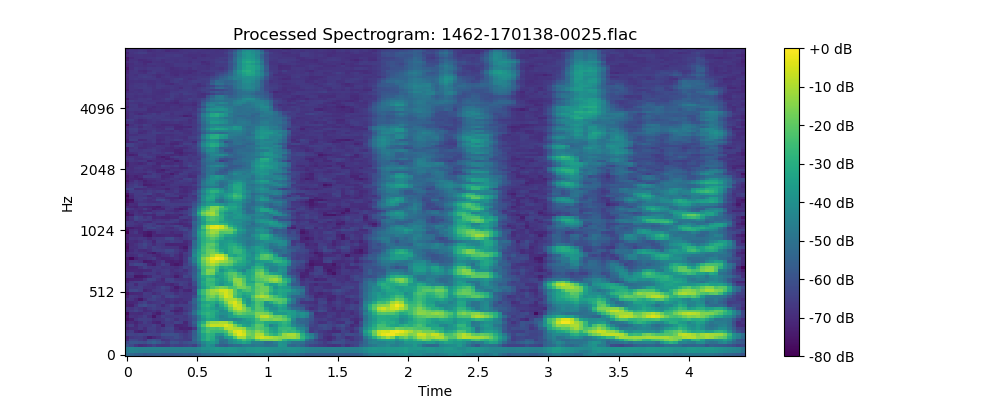 Processed Spectrogram: 1462-170138-0025.flac
Hz
4096
2048
1024
512
0
0 0.5 1 1.5 2 2.5 3 3.5 4
Time
+0 dB
-10 dB
-20 dB
-30 dB
-40 dB
-50 dB
-60 dB
-70 dB
-80 dB